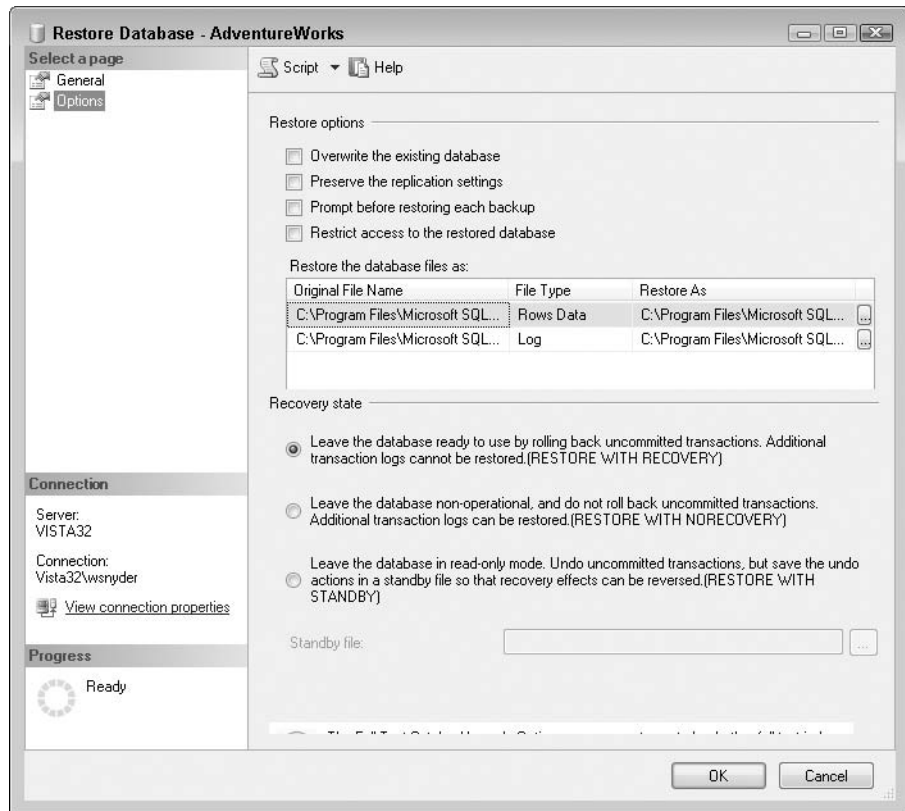 Restore Database - AdventureWorks
Select a page
General
Options
Script
Help
Restore options
Overwrite the existing database
Preserve the replication settings
Prompt before restoring each backup
Restrict access to the restored database
Restore the database files as:
Original File Name File Type Restore As
C:\Program Files\Microsoft SQL... Rows Data C:\Program Files\Microsoft SQL... ...
C:\Program Files\Microsoft SQL... Log C:\Program Files\Microsoft SQL... ...
Recovery state
Leave the database ready to use by rolling back uncommitted transactions. Additional
transaction logs cannot be restored.(RESTORE WITH RECOVERY)
Leave the database non-operational, and do not roll back uncommitted transactions.
Additional transaction logs can be restored.(RESTORE WITH NORECOVERY)
Leave the database in read-only mode. Undo uncommitted transactions, but save the undo
actions in a standby file so that recovery effects can be reversed.(RESTORE WITH
STANDBY)
Standby file:
...
Connection
Server:
VISTA32
Connection:
Vista32\wsnyder
View connection properties
Progress
Ready
The Full
OK
Cancel